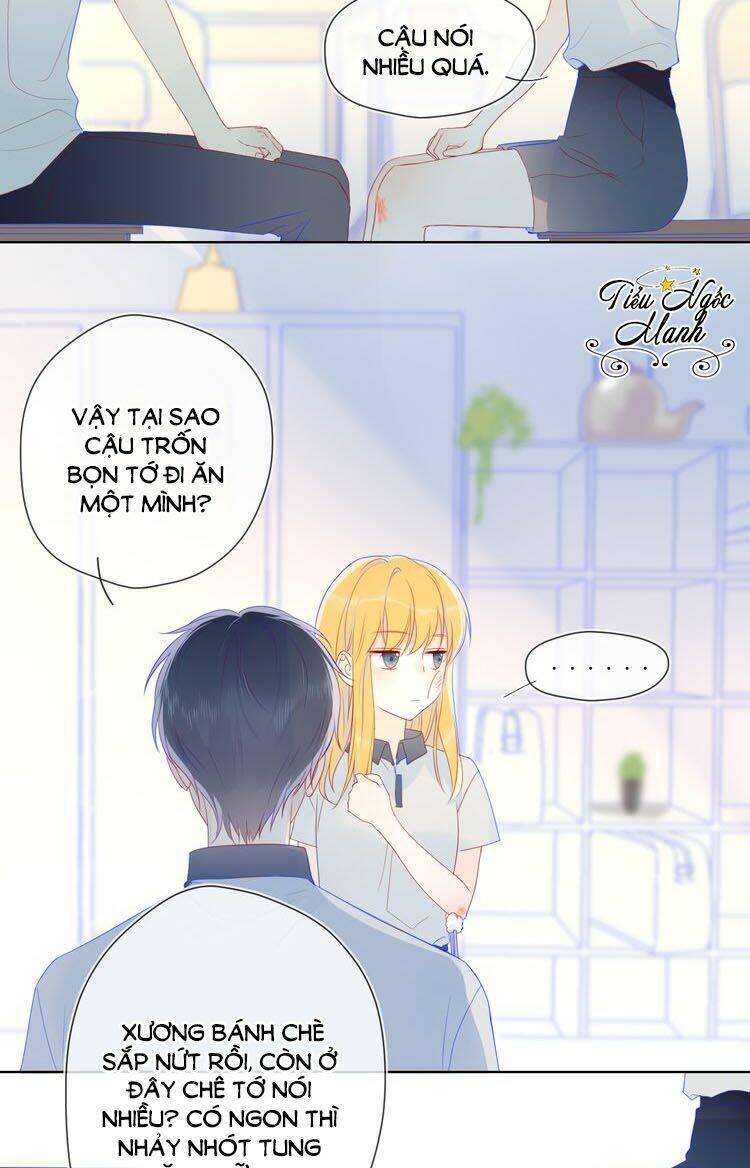 CẬU NÓI
NHIỀU QUÁ.
Tiểu Ngốc
Manh
VẬY TẠI SAO
CẬU TRỐN
BỌN TỚ ĐI ĂN
MỘT MÌNH?
. . . . . .
XƯƠNG BÁNH CHÈ
SẮP NỨT RỒI, CÒN Ở
ĐÂY CHÊ TỚ NÓI
NHIỀU? CÓ NGON THÌ
NHẢY NHÓT TUNG